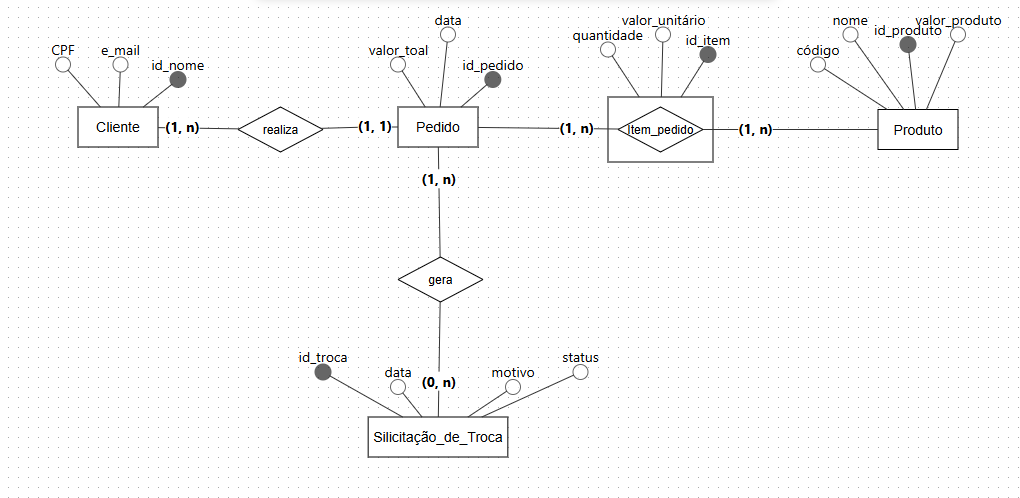 CPF
e_mail
id_nome
valor_toal
data
id_pedido
quantidade
valor_unitário
id_item
código
nome
id_produto
valor_produto
Cliente
(1, n)
realiza
(1, 1)
Pedido
(1, n)
Item_pedido
(1, n)
Produto
(1, n)
gera
id_troca
data
(0, n)
motivo
status
Silicitação_de_Troca